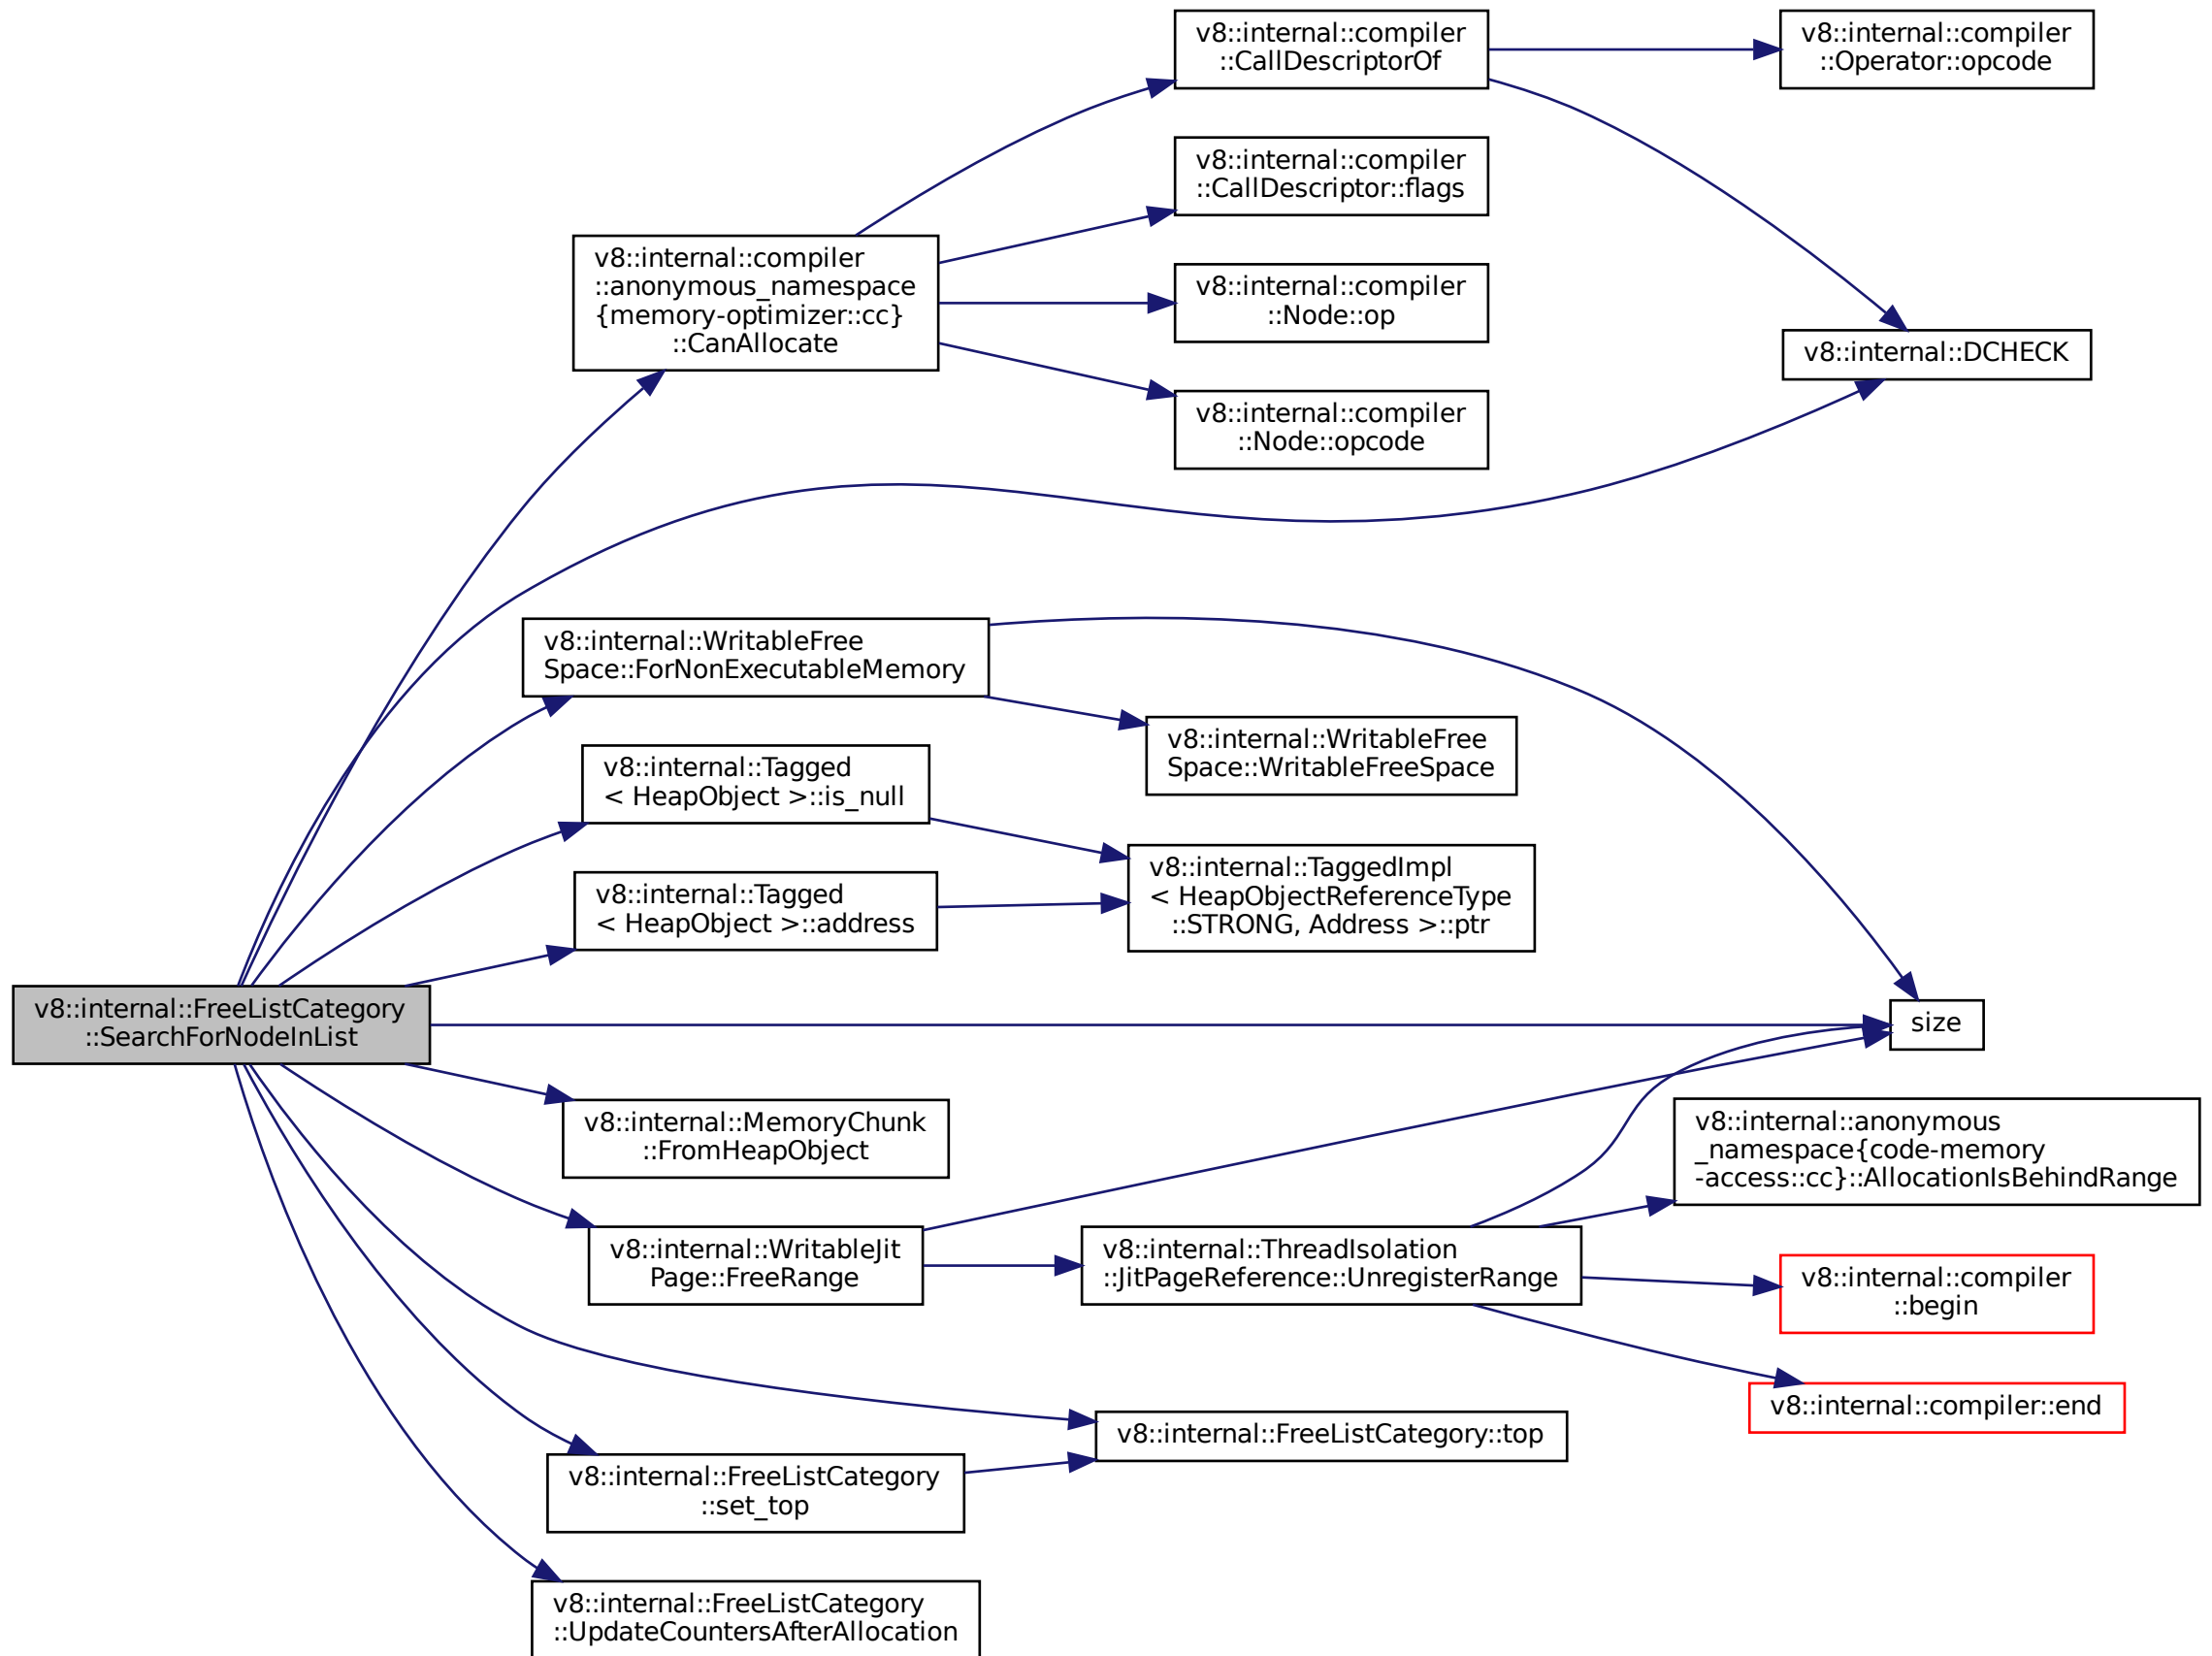 v8::internal::FreeListCategory
::SearchForNodeInList
v8::internal::compiler
::anonymous_namespace
{memory-optimizer::cc}
::CanAllocate
v8::internal::compiler
::CallDescriptorOf
v8::internal::compiler
::Operator::opcode
v8::internal::DCHECK
v8::internal::compiler
::CallDescriptor::flags
v8::internal::compiler
::Node::op
v8::internal::compiler
::Node::opcode
v8::internal::WritableFree
Space::ForNonExecutableMemory
v8::internal::WritableFree
Space::WritableFreeSpace
size
v8::internal::Tagged
< HeapObject >::is_null
v8::internal::Tagged
< HeapObject >::address
v8::internal::TaggedImpl
< HeapObjectReferenceType
::STRONG, Address >::ptr
v8::internal::MemoryChunk
::FromHeapObject
v8::internal::WritableJit
Page::FreeRange
v8::internal::ThreadIsolation
::JitPageReference::UnregisterRange
v8::internal::anonymous
_namespace{code-memory
-access::cc}::AllocationIsBehindRange
v8::internal::compiler
::begin
v8::internal::compiler::end
v8::internal::FreeListCategory::top
v8::internal::FreeListCategory
::set_top
v8::internal::FreeListCategory
::UpdateCountersAfterAllocation